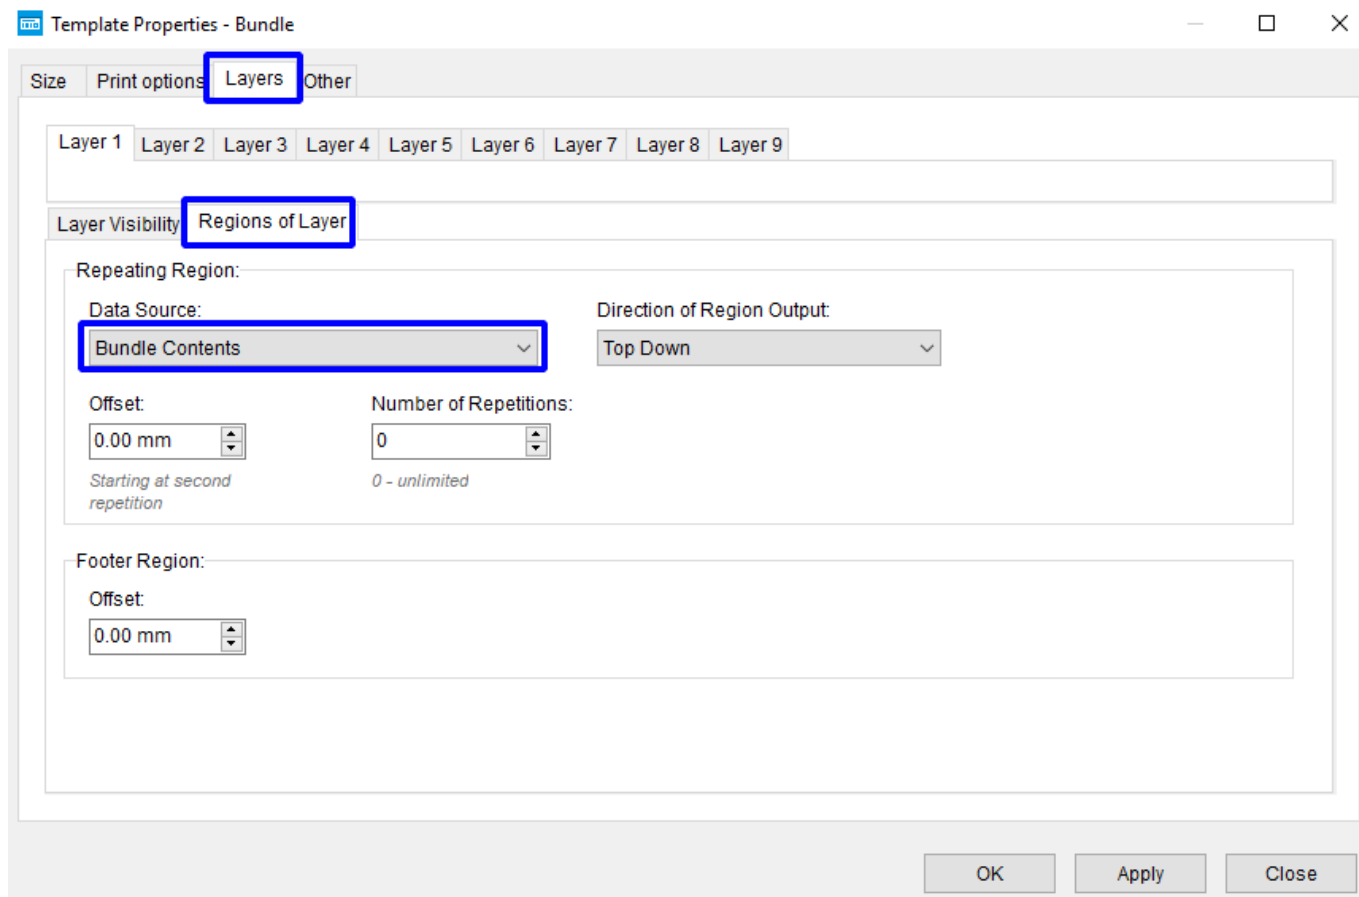 Template Properties - Bundle
Size Print options Layers Other
Layer 1 Layer 2 Layer 3 Layer 4 Layer 5 Layer 6 Layer 7 Layer 8 Layer 9
Layer Visibility Regions of Layer
Repeating Region:
Data Source: Direction of Region Output:
Bundle Contents Top Down
Offset: Number of Repetitions:
0.00 mm 0
Starting at second 0 - unlimited
repetition
Footer Region:
Offset:
0.00 mm
OK Apply Close